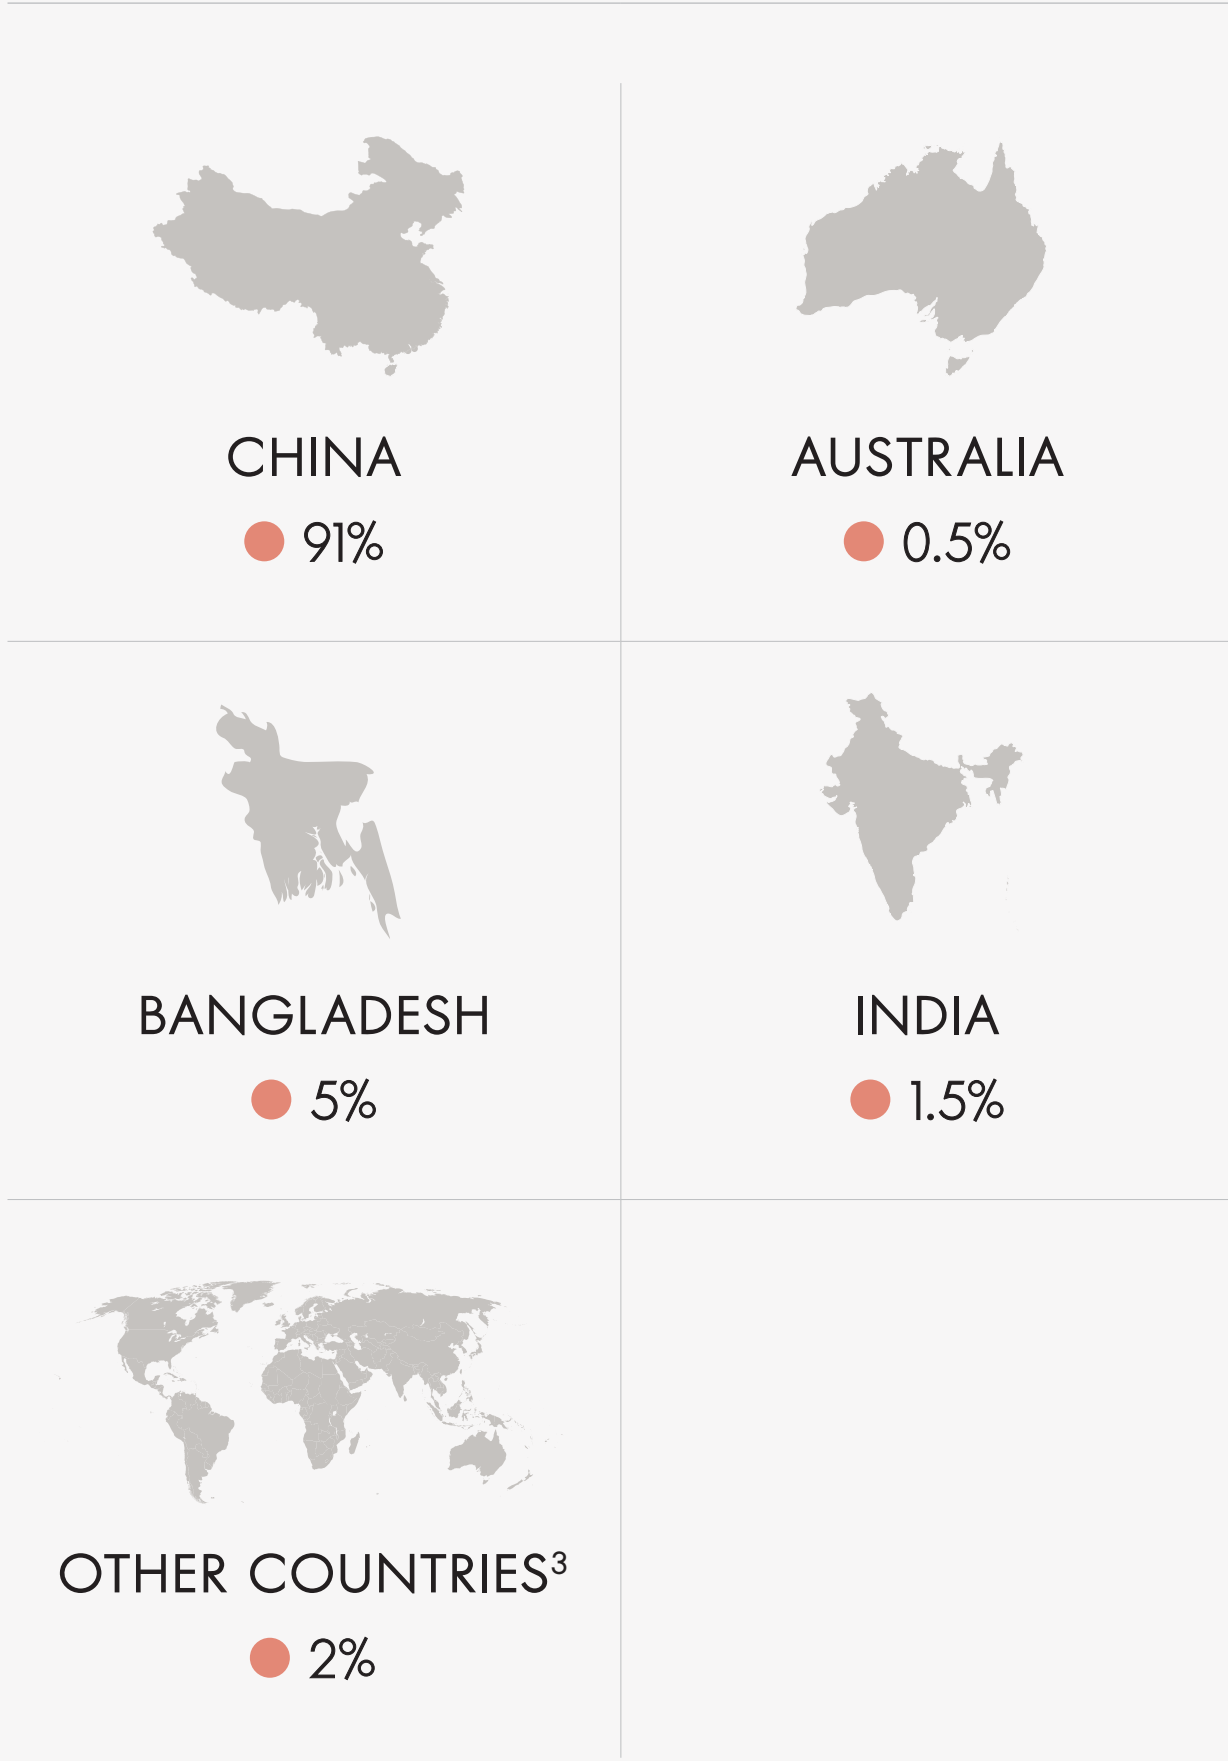 CHINA
91%
AUSTRALIA
0.5%
BANGLADESH
5%
INDIA
1.5%
OTHER COUNTRIES³
2%